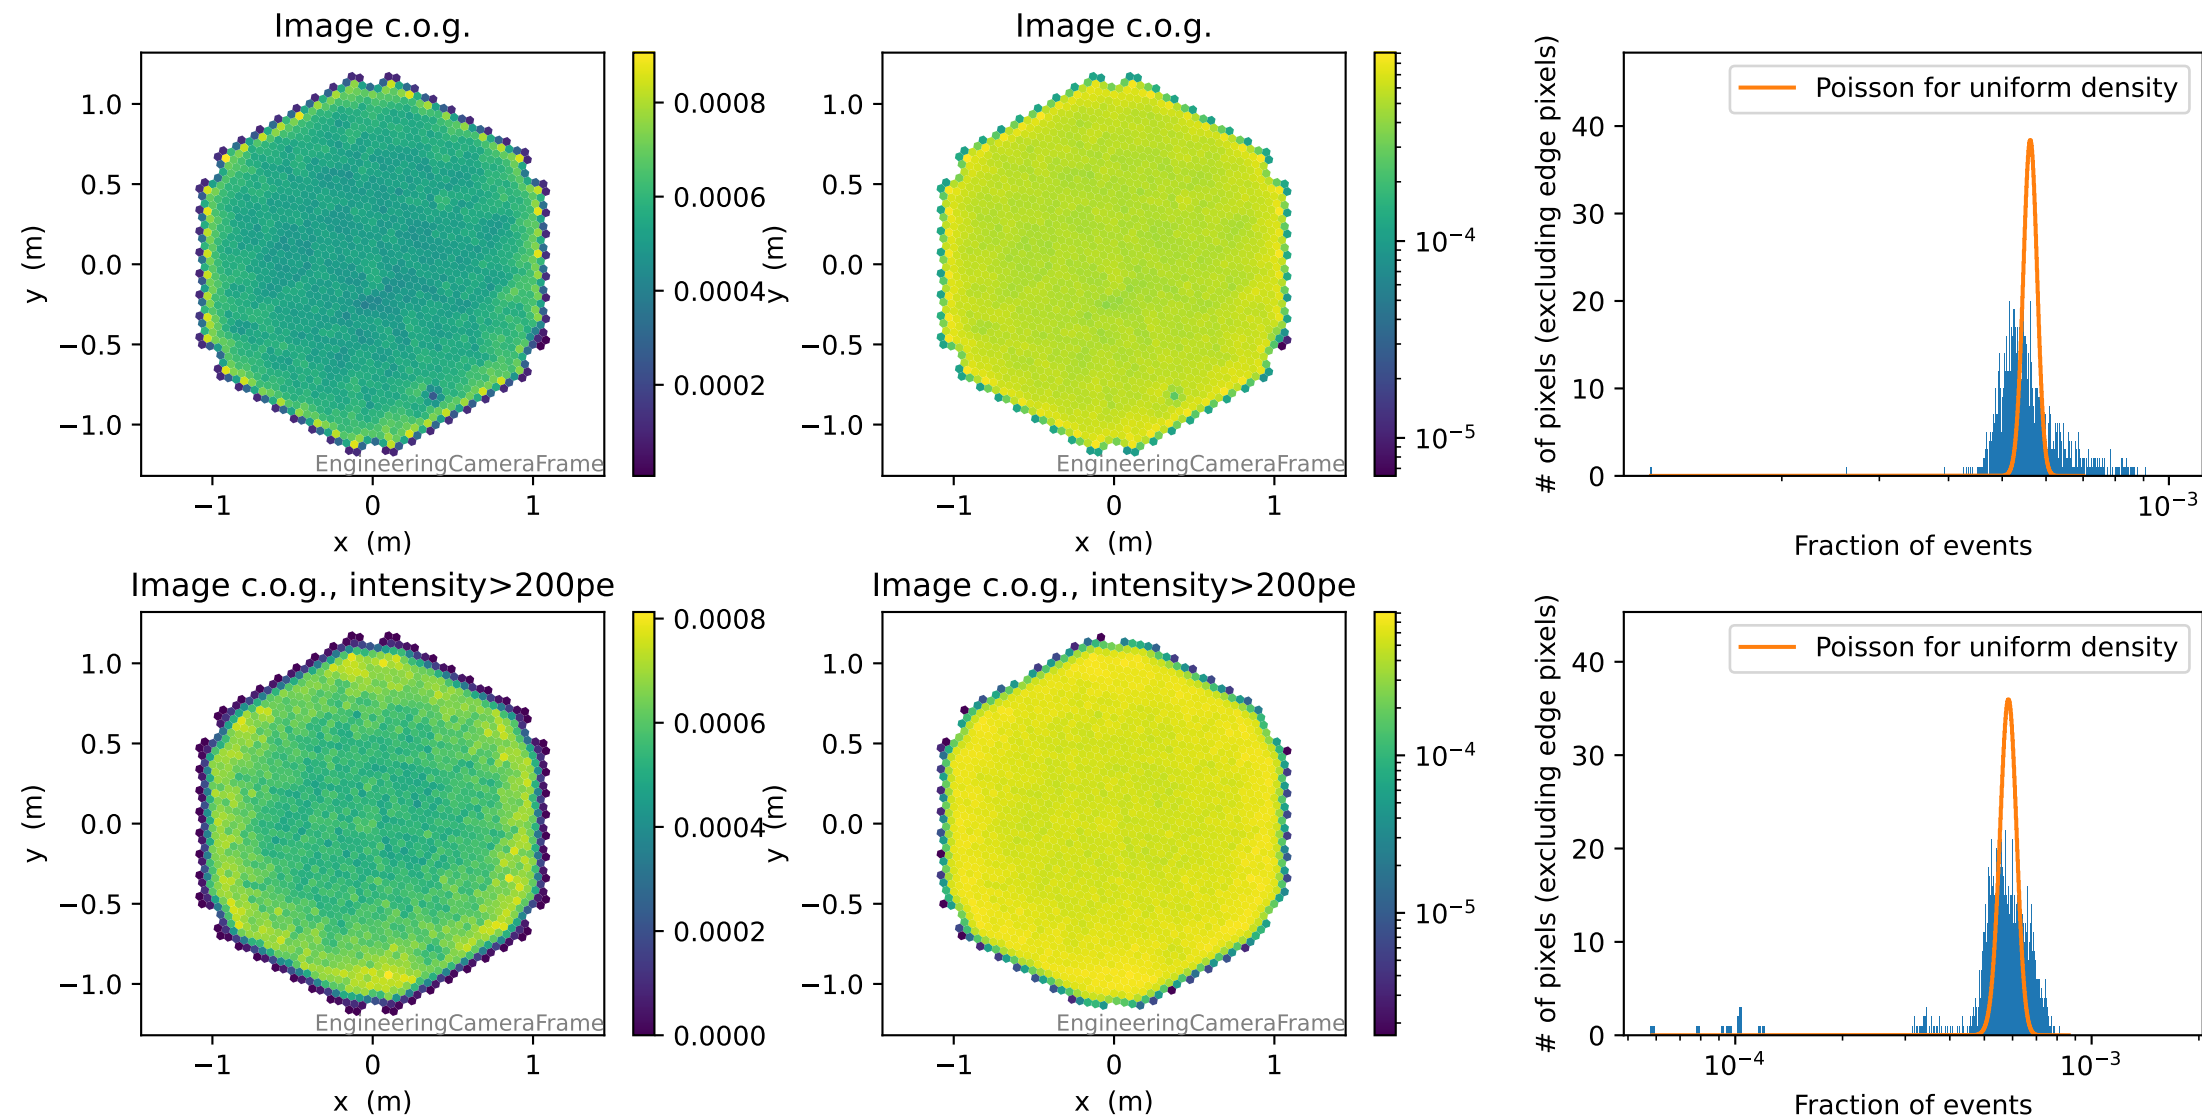 Image c.o.g.
y (m)
1.0
0.5
0.0
−0.5
−1.0
−1
0
1
x (m)
EngineeringCameraFrame
0.0008
0.0006
0.0004
0.0002
Image c.o.g.
y (m)
1.0
0.5
0.0
−0.5
−1.0
−1
0
1
x (m)
EngineeringCameraFrame
10⁻⁴
10⁻⁵
# of pixels (excluding edge pixels)
40
30
20
10
0
Poisson for uniform density
10⁻³
Fraction of events
Image c.o.g., intensity>200pe
y (m)
1.0
0.5
0.0
−0.5
−1.0
−1
0
1
x (m)
EngineeringCameraFrame
0.0008
0.0006
0.0004
0.0002
0.0000
Image c.o.g., intensity>200pe
y (m)
1.0
0.5
0.0
−0.5
−1.0
−1
0
1
x (m)
EngineeringCameraFrame
10⁻⁴
10⁻⁵
# of pixels (excluding edge pixels)
40
30
20
10
0
Poisson for uniform density
10⁻⁴
10⁻³
Fraction of events